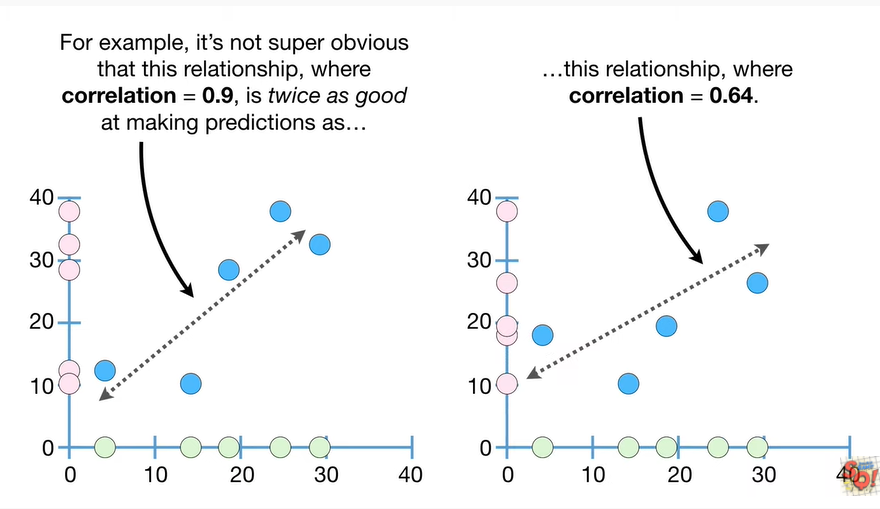 For example, it's not super obvious
that this relationship, where
correlation = 0.9, is twice as good
at making predictions as…
…this relationship, where
correlation = 0.64.
40
30
20
10
0
0 10 20 30 40
40
30
20
10
0
0 10 20 30 40